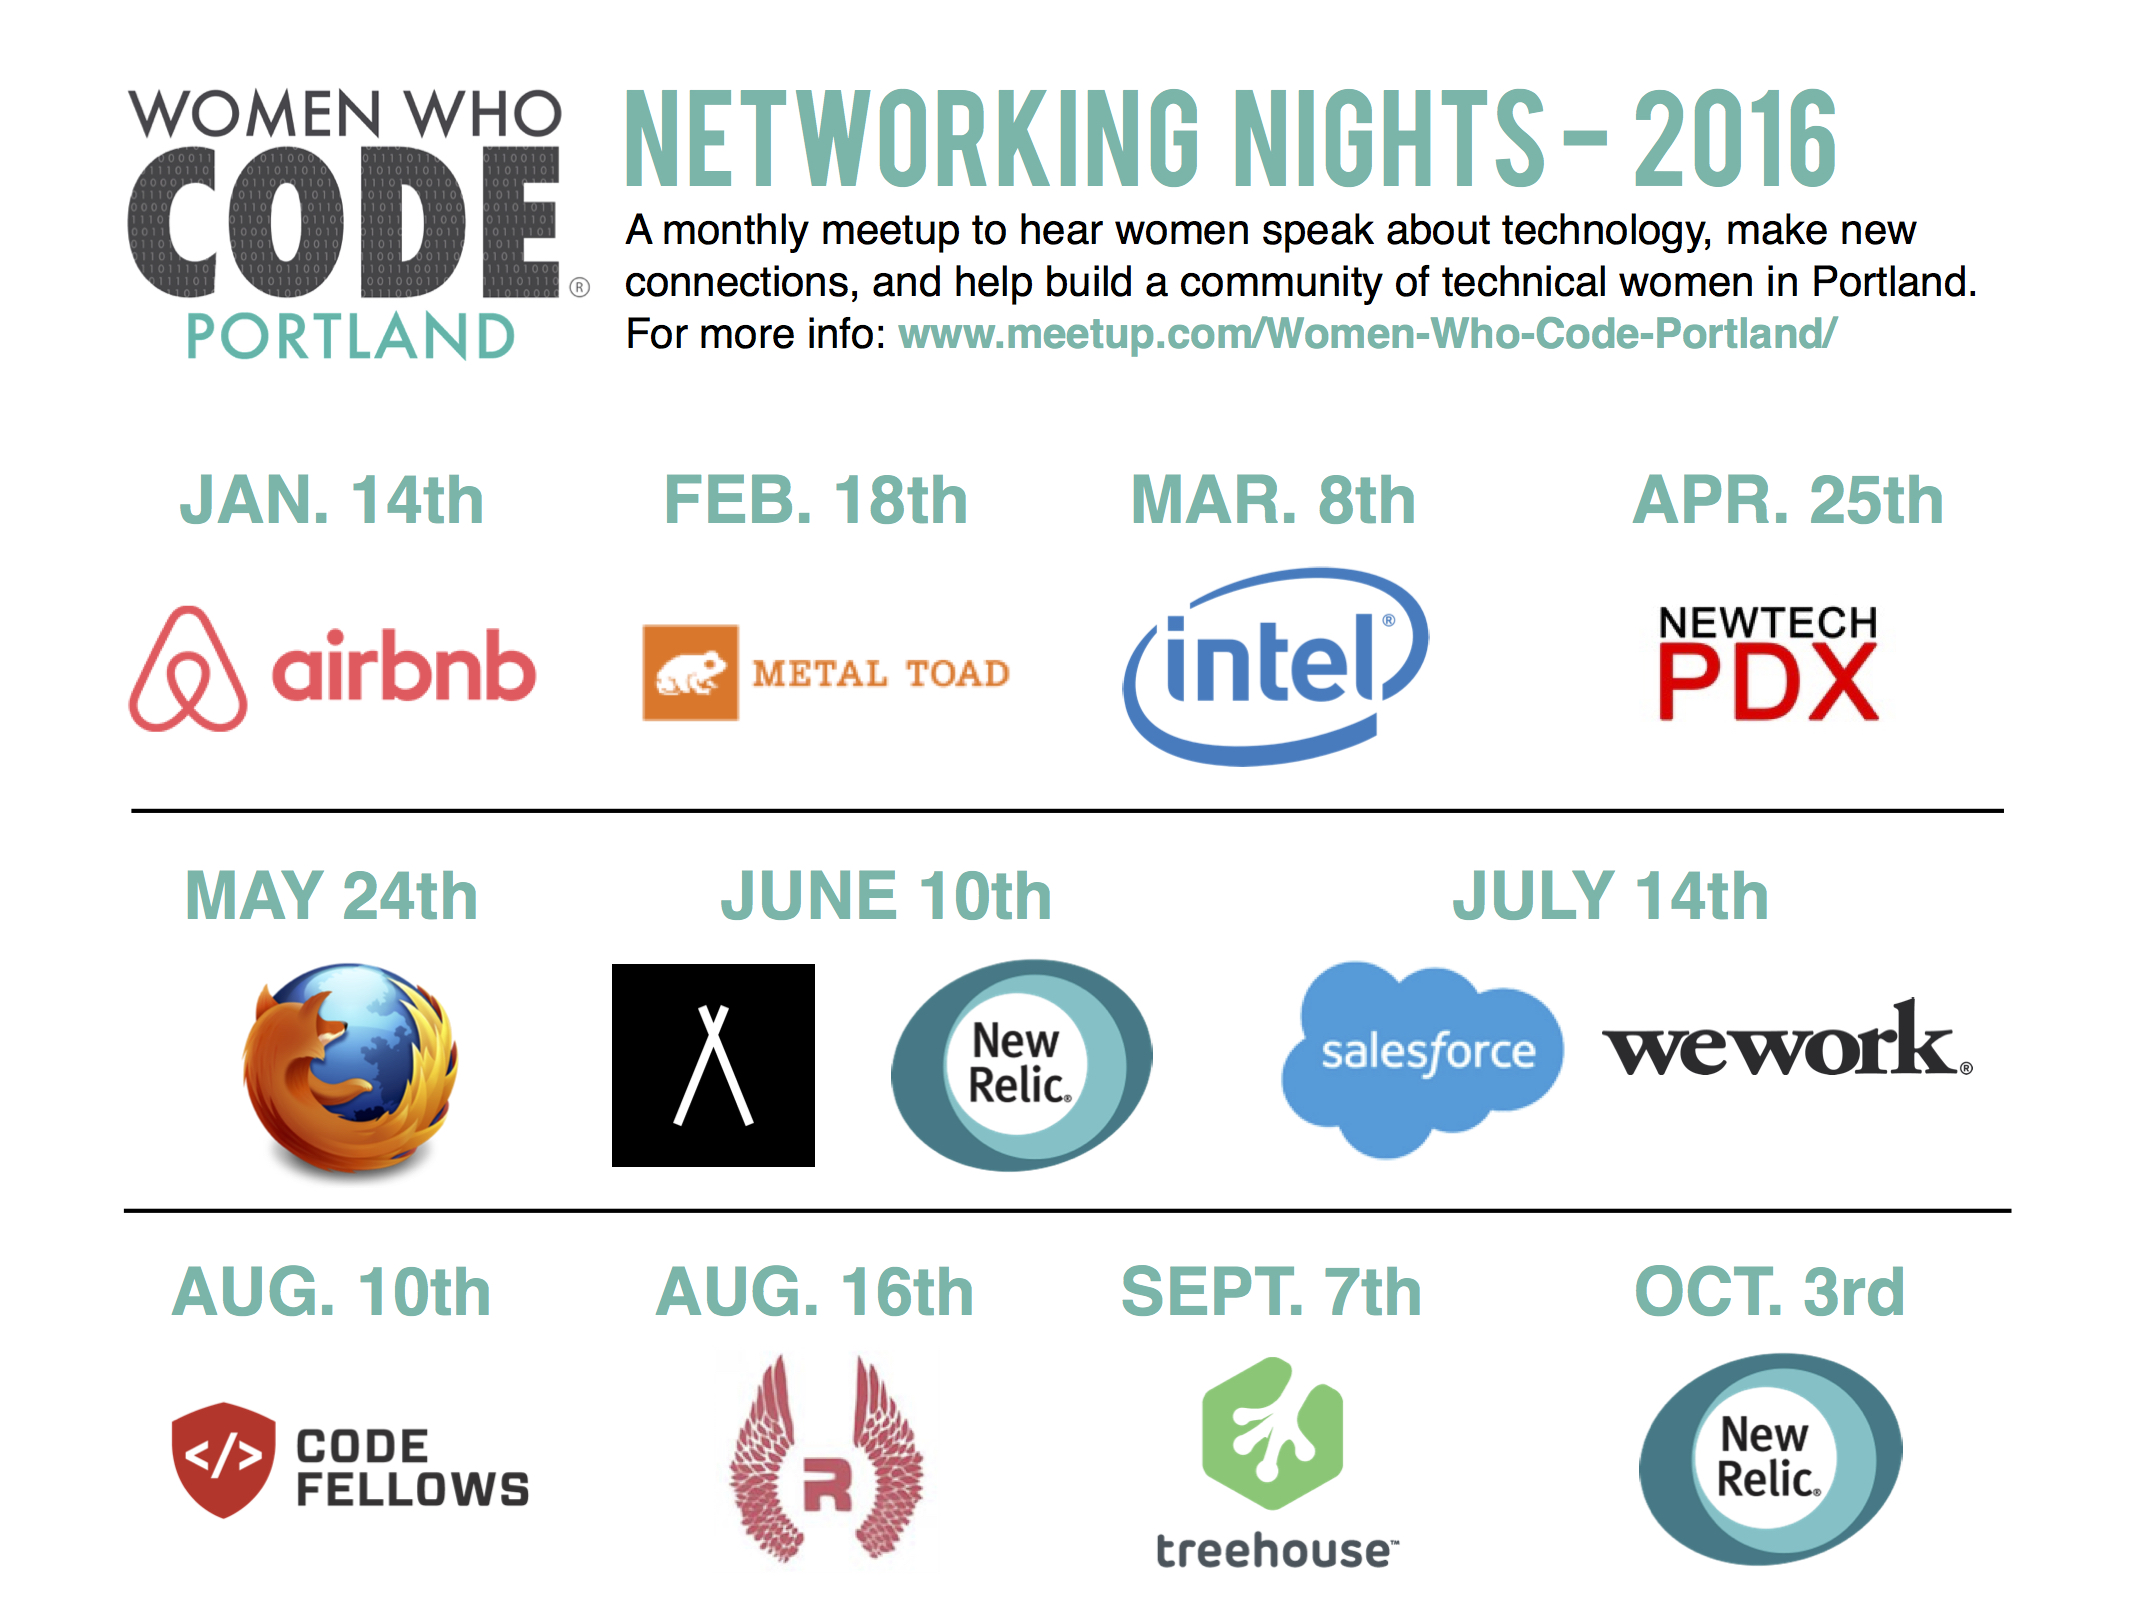 WOMEN WHO
CODE®
PORTLAND
NETWORKING NIGHTS – 2016
A monthly meetup to hear women speak about technology, make new
connections, and help build a community of technical women in Portland.
For more info: www.meetup.com/Women-Who-Code-Portland/
JAN. 14th
FEB. 18th
MAR. 8th
APR. 25th
airbnb
METAL TOAD
intel®
NEWTECH
PDX
MAY 24th
JUNE 10th
JULY 14th
New
Relic®
salesforce
wework®
AUG. 10th
AUG. 16th
SEPT. 7th
OCT. 3rd
</>
CODE
FELLOWS
R
treehouse™
New
Relic®